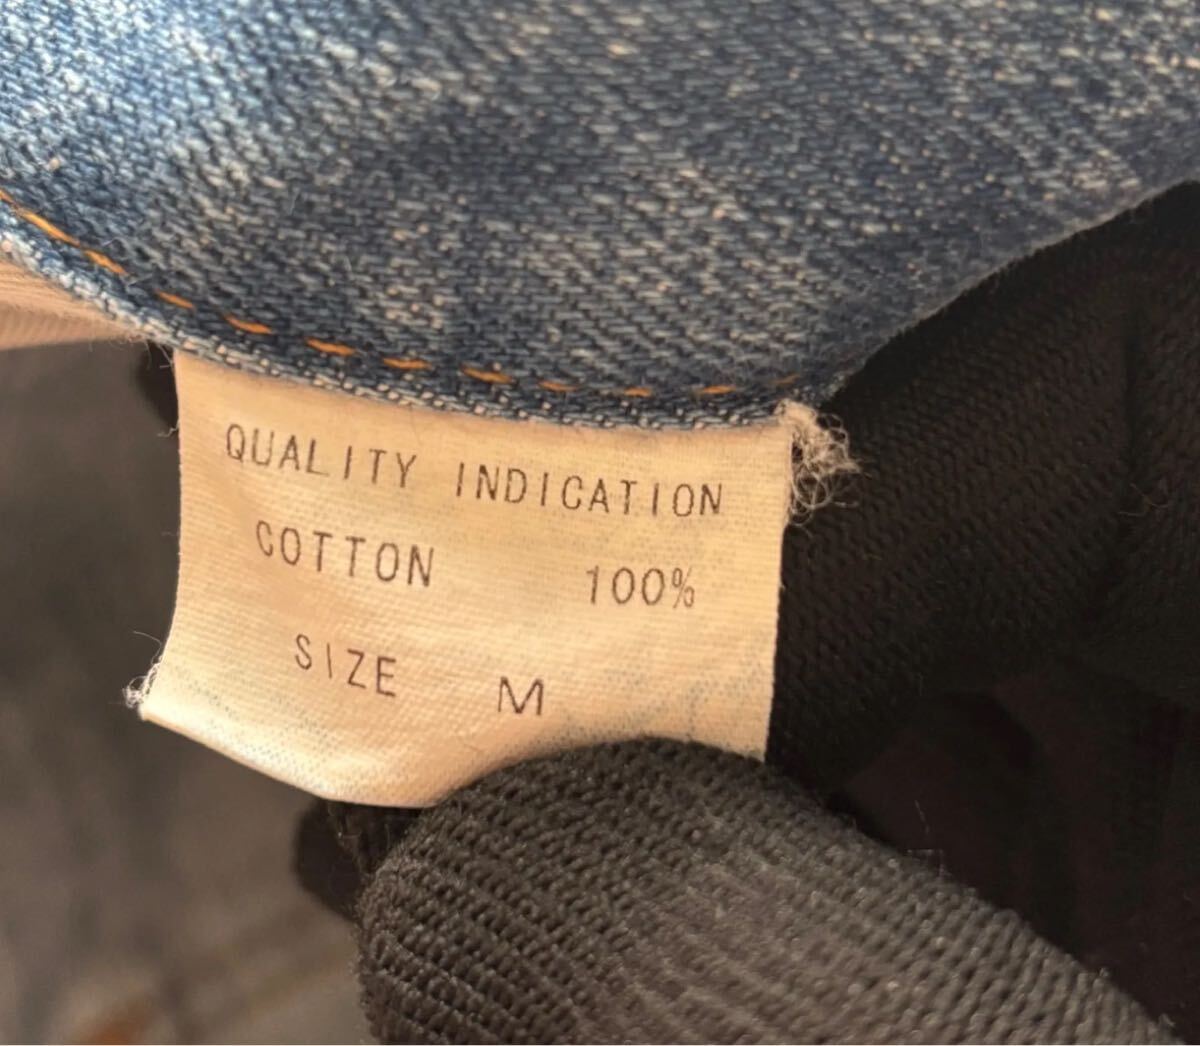 QUALITY INDICATION
COTTON 100%
SIZE M